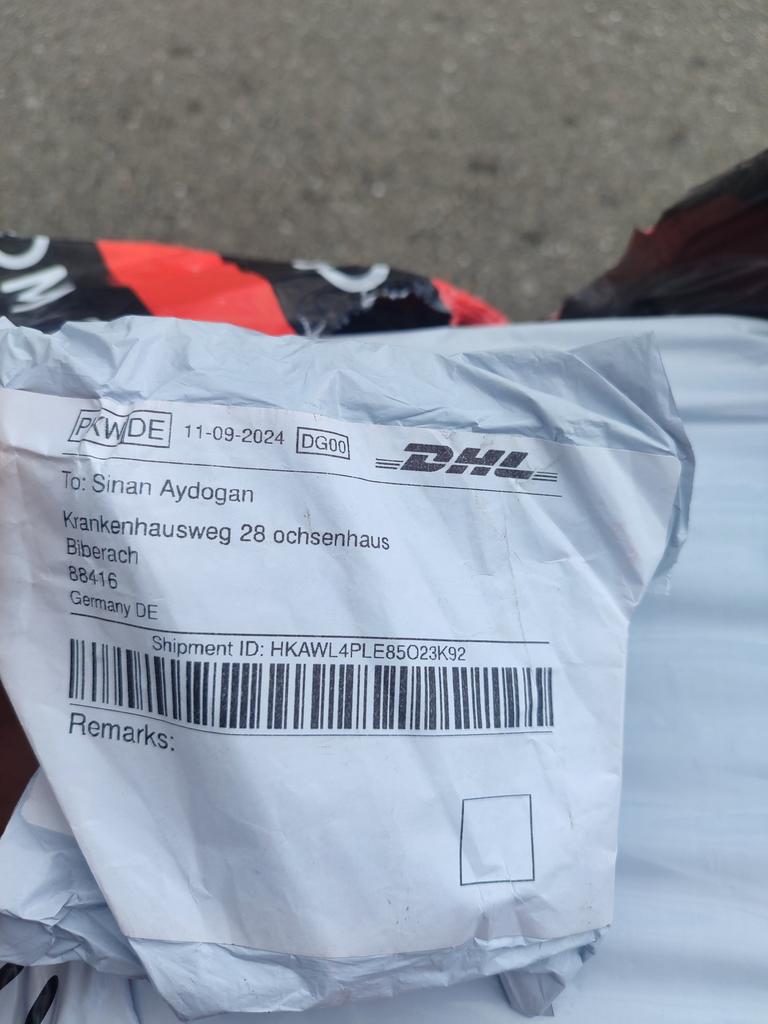 PKWDE 11-09-2024 DG00 DHL
To: Sinan Aydogan
Krankenhausweg 28 ochsenhaus
Biberach
88416
Germany DE
Shipment ID: HKAWL4PLE85O23K92
Remarks: